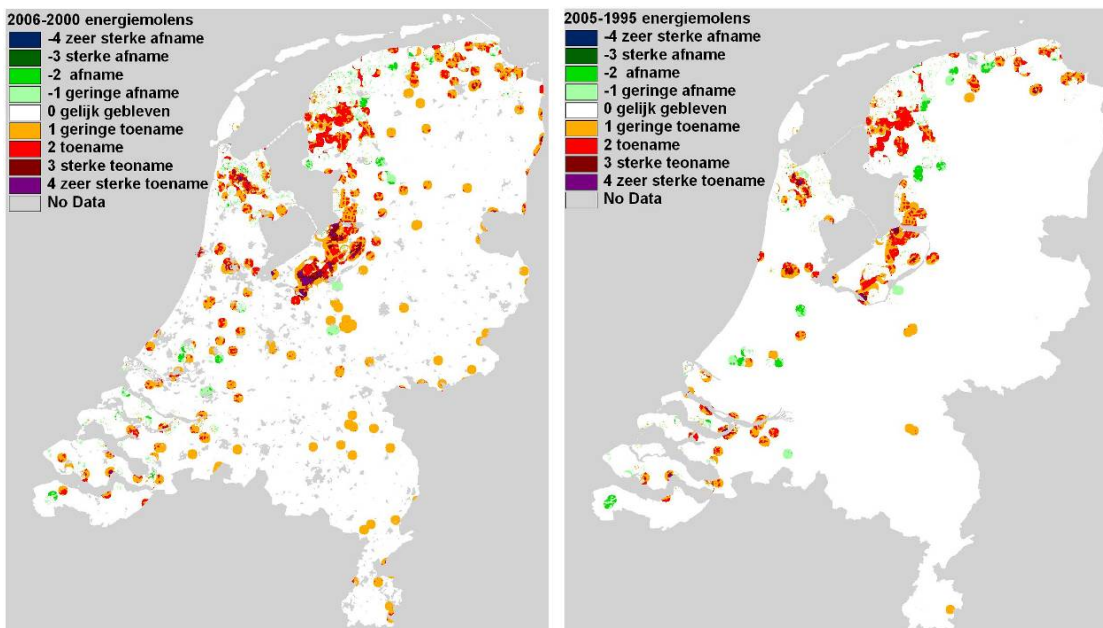 2006-2000 energiemolens
-4 zeer sterke afname
-3 sterke afname
-2 afname
-1 geringe afname
0 gelijk gebleven
1 geringe toename
2 toename
3 sterke teoname
4 zeer sterke toename
No Data
2005-1995 energiemolens
-4 zeer sterke afname
-3 sterke afname
-2 afname
-1 geringe afname
0 gelijk gebleven
1 geringe toename
2 toename
3 sterke teoname
4 zeer sterke toename
No Data